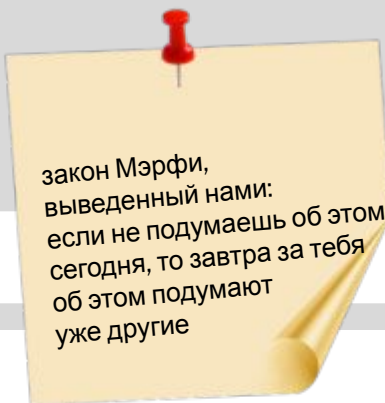 закон Мэрфи,
выведенный нами:
если не подумаешь об этом
сегодня, то завтра за тебя
об этом подумают
уже другие